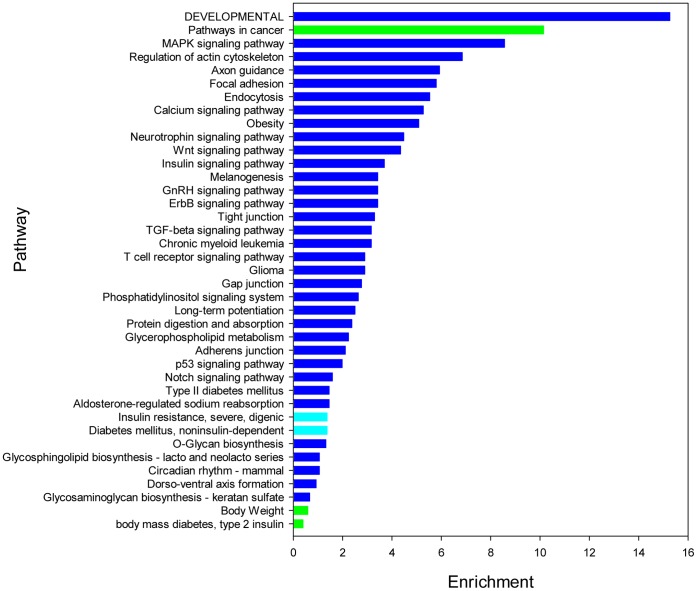 DEVELOPMENTAL
Pathways in cancer
MAPK signaling pathway
Regulation of actin cytoskeleton
Axon guidance
Focal adhesion
Endocytosis
Calcium signaling pathway
Obesity
Neurotrophin signaling pathway
Wnt signaling pathway
Insulin signaling pathway
Melanogenesis
GnRH signaling pathway
ErbB signaling pathway
Tight junction
TGF-beta signaling pathway
Chronic myeloid leukemia
T cell receptor signaling pathway
Glioma
Gap junction
Phosphatidylinositol signaling system
Long-term potentiation
Protein digestion and absorption
Glycerophospholipid metabolism
Adherens junction
p53 signaling pathway
Notch signaling pathway
Type II diabetes mellitus
Aldosterone-regulated sodium reabsorption
Insulin resistance, severe, digenic
Diabetes mellitus, noninsulin-dependent
O-Glycan biosynthesis
Glycosphingolipid biosynthesis - lacto and neolacto series
Circadian rhythm - mammal
Dorso-ventral axis formation
Glycosaminoglycan biosynthesis - keratan sulfate
Body Weight
body mass diabetes, type 2 insulin
Pathway
0 2 4 6 8 10 12 14 16
Enrichment